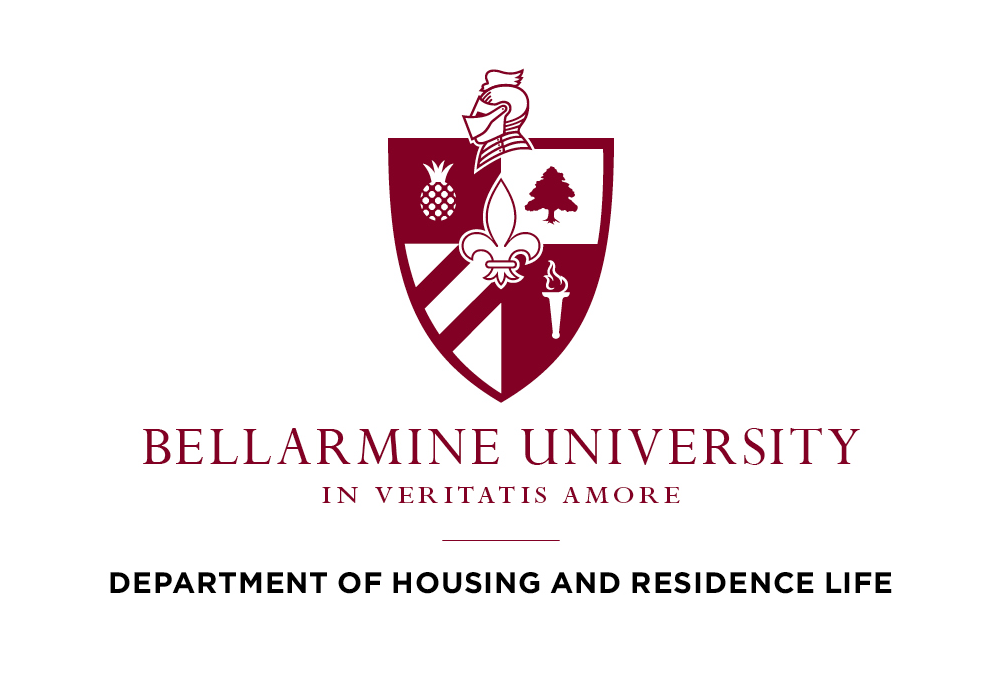 BELLARMINE UNIVERSITY
IN VERITATIS AMORE
DEPARTMENT OF HOUSING AND RESIDENCE LIFE